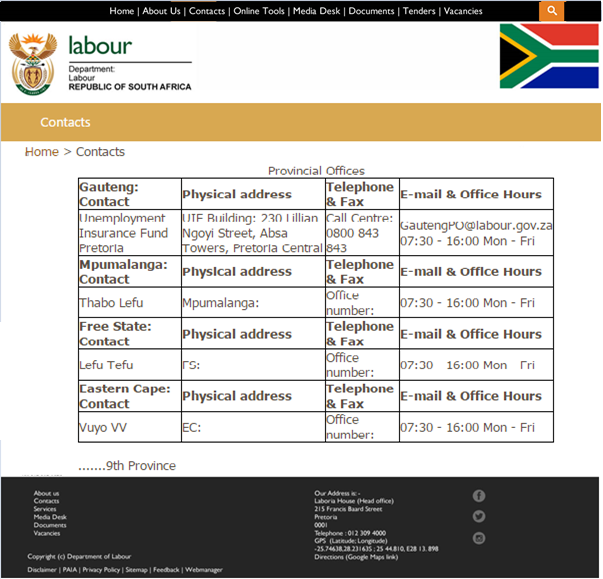 Home | About Us | Contacts | Online Tools | Media Desk | Documents | Tenders | Vacancies
labour
Department:
Labour
REPUBLIC OF SOUTH AFRICA
Contacts
Home > Contacts
Provincial Offices
Gauteng: Contact | Physical address | Telephone & Fax | E-mail & Office Hours
Unemployment Insurance Fund Pretoria | UIF Building: 230 Lillian Ngoyi Street, Absa Towers, Pretoria Central | Call Centre: 0800 843 843 | GautengPO@labour.gov.za 07:30 - 16:00 Mon - Fri
Mpumalanga: Contact | Physical address | Telephone & Fax | E-mail & Office Hours
Thabo Lefu | Mpumalanga: | Office number: | 07:30 - 16:00 Mon - Fri
Free State: Contact | Physical address | Telephone & Fax | E-mail & Office Hours
Lefu Tefu | FS: | Office number: | 07:30 - 16:00 Mon - Fri
Eastern Cape: Contact | Physical address | Telephone & Fax | E-mail & Office Hours
Vuyo VV | EC: | Office number: | 07:30 - 16:00 Mon - Fri
.......9th Province
About us
Contacts
Services
Media Desk
Documents
Vacancies
Copyright (c) Department of Labour
Disclaimer | PAIA | Privacy Policy | Sitemap | Feedback | Webmanager
Our Address is: -
Laboria House (Head office)
215 Francis Baard Street
Pretoria
0001
Telephone : 012 309 4000
GPS (Latitude; Longitude)
-25.74638,28.231635 ; 25 44.810, E28 13. 898
Directions (Google Maps link)